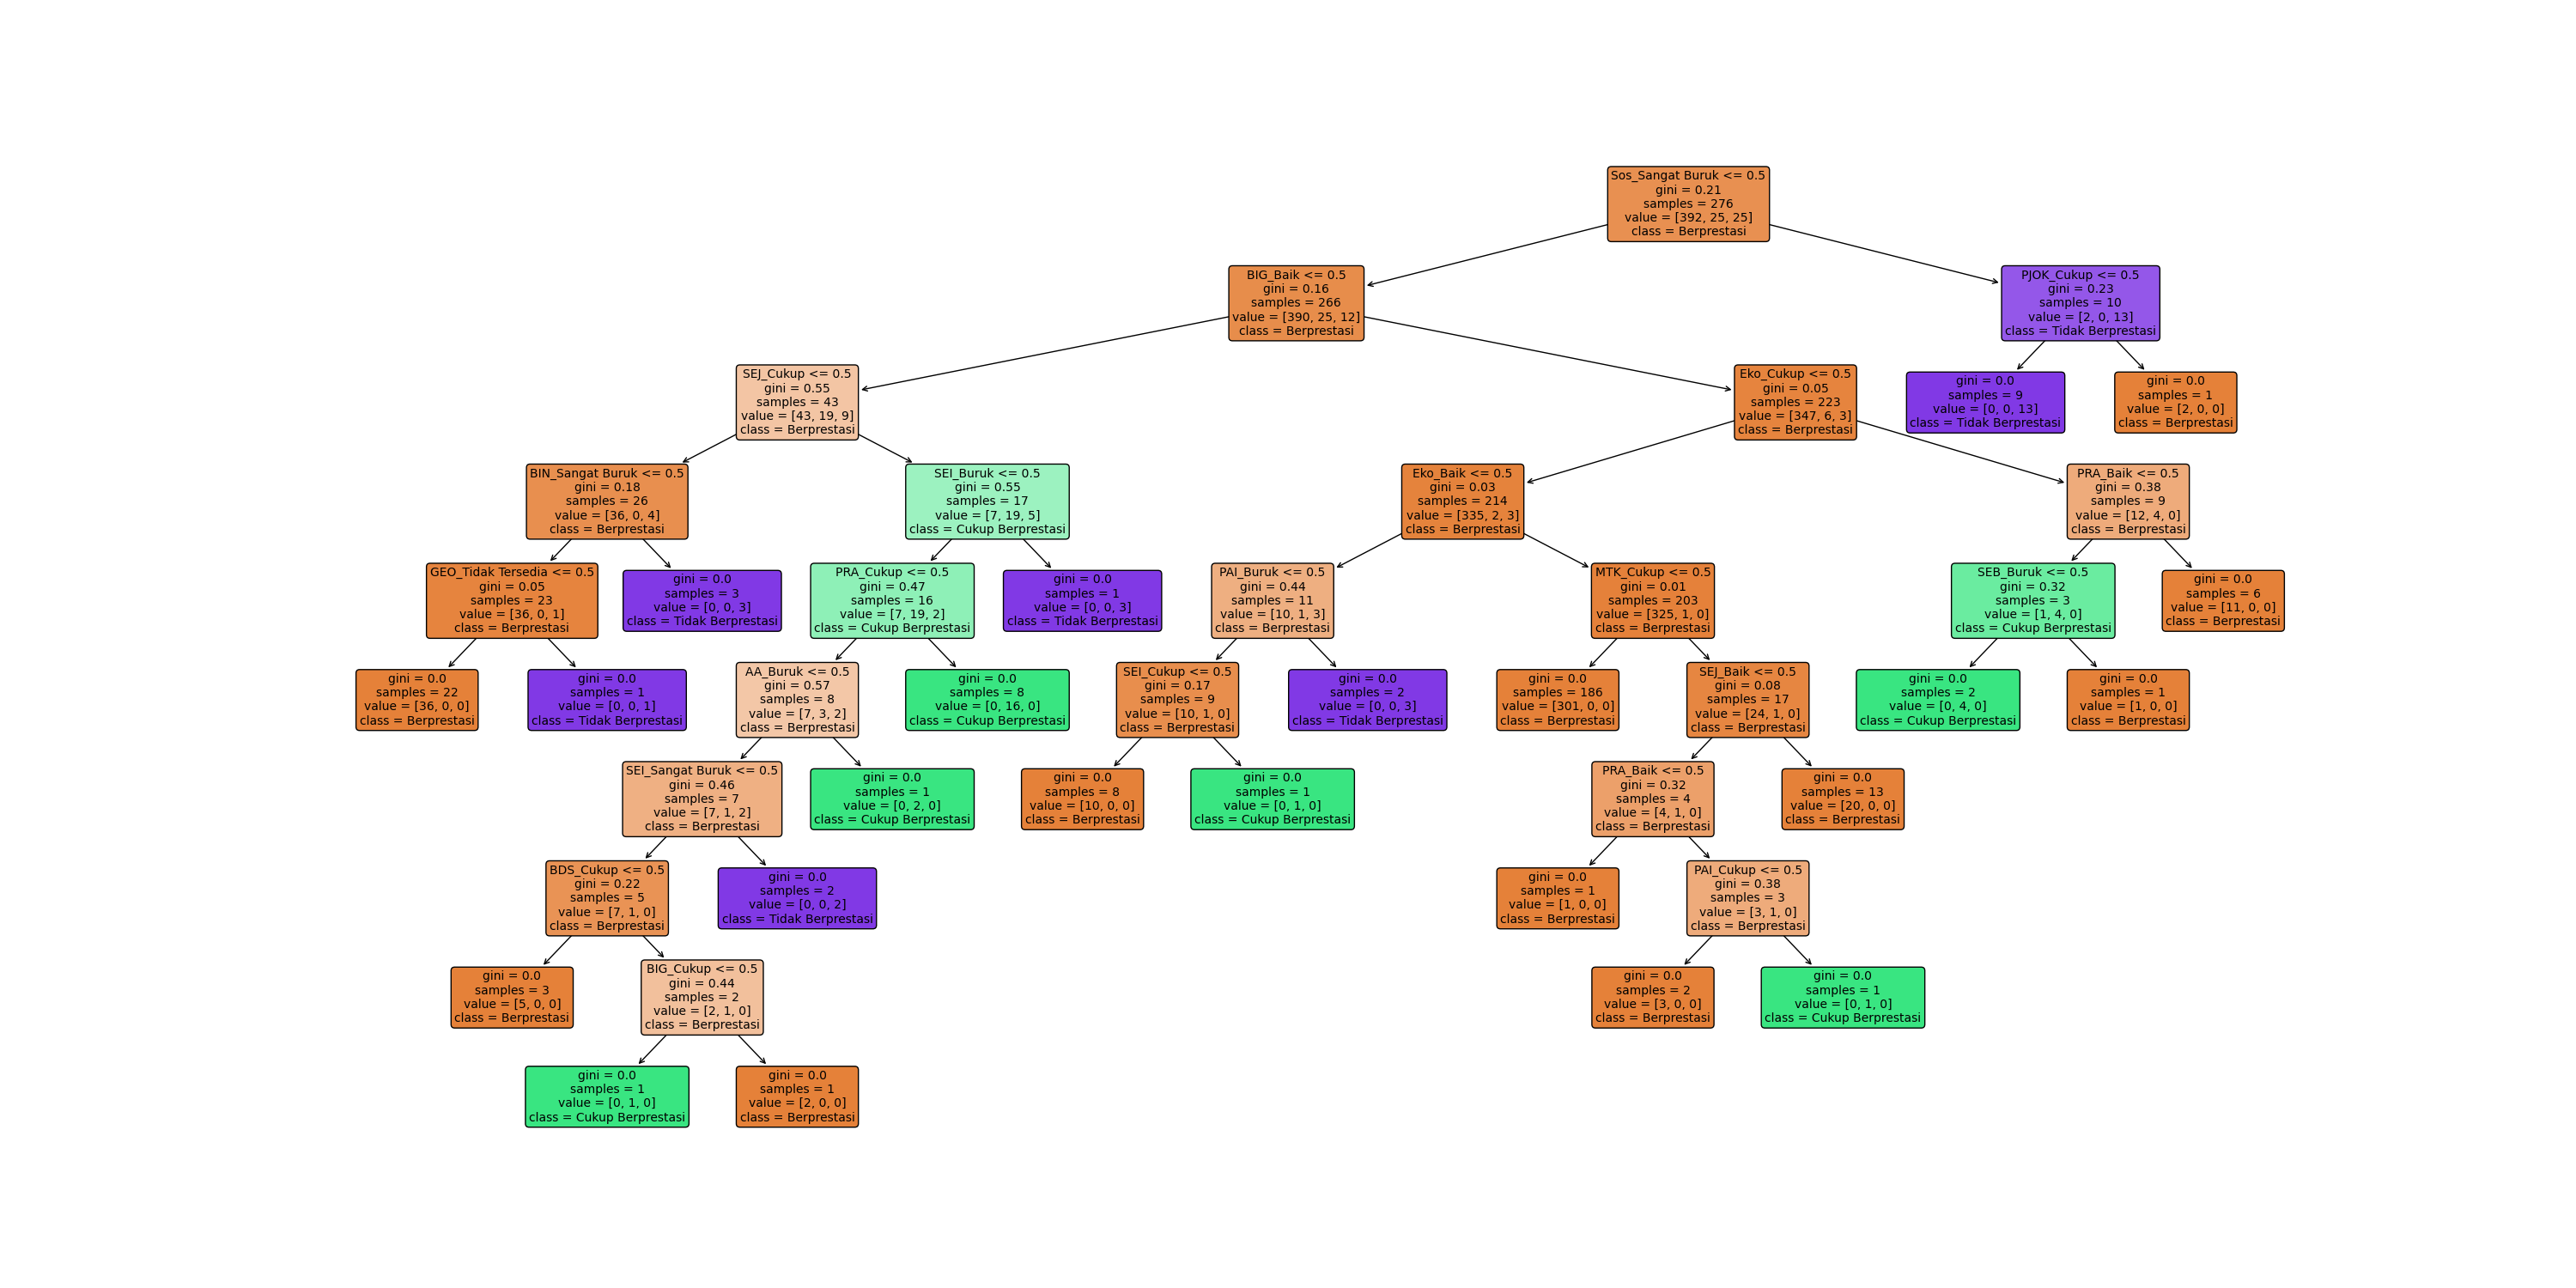 Sos_Sangat Buruk <= 0.5
gini = 0.21
samples = 276
value = [392, 25, 25]
class = Berprestasi
BIG_Baik <= 0.5
gini = 0.16
samples = 266
value = [390, 25, 12]
class = Berprestasi
PJOK_Cukup <= 0.5
gini = 0.23
samples = 10
value = [2, 0, 13]
class = Tidak Berprestasi
SEJ_Cukup <= 0.5
gini = 0.55
samples = 43
value = [43, 19, 9]
class = Berprestasi
Eko_Cukup <= 0.5
gini = 0.05
samples = 223
value = [347, 6, 3]
class = Berprestasi
gini = 0.0
samples = 9
value = [0, 0, 13]
class = Tidak Berprestasi
gini = 0.0
samples = 1
value = [2, 0, 0]
class = Berprestasi
BIN_Sangat Buruk <= 0.5
gini = 0.18
samples = 26
value = [36, 0, 4]
class = Berprestasi
SEI_Buruk <= 0.5
gini = 0.55
samples = 17
value = [7, 19, 5]
class = Cukup Berprestasi
Eko_Baik <= 0.5
gini = 0.03
samples = 214
value = [335, 2, 3]
class = Berprestasi
PRA_Baik <= 0.5
gini = 0.38
samples = 9
value = [12, 4, 0]
class = Berprestasi
GEO_Tidak Tersedia <= 0.5
gini = 0.05
samples = 23
value = [36, 0, 1]
class = Berprestasi
gini = 0.0
samples = 3
value = [0, 0, 3]
class = Tidak Berprestasi
PRA_Cukup <= 0.5
gini = 0.47
samples = 16
value = [7, 19, 2]
class = Cukup Berprestasi
gini = 0.0
samples = 1
value = [0, 0, 3]
class = Tidak Berprestasi
PAI_Buruk <= 0.5
gini = 0.44
samples = 11
value = [10, 1, 3]
class = Berprestasi
MTK_Cukup <= 0.5
gini = 0.01
samples = 203
value = [325, 1, 0]
class = Berprestasi
SEB_Buruk <= 0.5
gini = 0.32
samples = 3
value = [1, 4, 0]
class = Cukup Berprestasi
gini = 0.0
samples = 6
value = [11, 0, 0]
class = Berprestasi
gini = 0.0
samples = 22
value = [36, 0, 0]
class = Berprestasi
gini = 0.0
samples = 1
value = [0, 0, 1]
class = Tidak Berprestasi
AA_Buruk <= 0.5
gini = 0.57
samples = 8
value = [7, 3, 2]
class = Berprestasi
gini = 0.0
samples = 8
value = [0, 16, 0]
class = Cukup Berprestasi
SEI_Cukup <= 0.5
gini = 0.17
samples = 9
value = [10, 1, 0]
class = Berprestasi
gini = 0.0
samples = 2
value = [0, 0, 3]
class = Tidak Berprestasi
gini = 0.0
samples = 186
value = [301, 0, 0]
class = Berprestasi
SEJ_Baik <= 0.5
gini = 0.08
samples = 17
value = [24, 1, 0]
class = Berprestasi
gini = 0.0
samples = 2
value = [0, 4, 0]
class = Cukup Berprestasi
gini = 0.0
samples = 1
value = [1, 0, 0]
class = Berprestasi
SEI_Sangat Buruk <= 0.5
gini = 0.46
samples = 7
value = [7, 1, 2]
class = Berprestasi
gini = 0.0
samples = 1
value = [0, 2, 0]
class = Cukup Berprestasi
gini = 0.0
samples = 8
value = [10, 0, 0]
class = Berprestasi
gini = 0.0
samples = 1
value = [0, 1, 0]
class = Cukup Berprestasi
PRA_Baik <= 0.5
gini = 0.32
samples = 4
value = [4, 1, 0]
class = Berprestasi
gini = 0.0
samples = 13
value = [20, 0, 0]
class = Berprestasi
BDS_Cukup <= 0.5
gini = 0.22
samples = 5
value = [7, 1, 0]
class = Berprestasi
gini = 0.0
samples = 2
value = [0, 0, 2]
class = Tidak Berprestasi
gini = 0.0
samples = 1
value = [1, 0, 0]
class = Berprestasi
PAI_Cukup <= 0.5
gini = 0.38
samples = 3
value = [3, 1, 0]
class = Berprestasi
gini = 0.0
samples = 3
value = [5, 0, 0]
class = Berprestasi
BIG_Cukup <= 0.5
gini = 0.44
samples = 2
value = [2, 1, 0]
class = Berprestasi
gini = 0.0
samples = 2
value = [3, 0, 0]
class = Berprestasi
gini = 0.0
samples = 1
value = [0, 1, 0]
class = Cukup Berprestasi
gini = 0.0
samples = 1
value = [0, 1, 0]
class = Cukup Berprestasi
gini = 0.0
samples = 1
value = [2, 0, 0]
class = Berprestasi